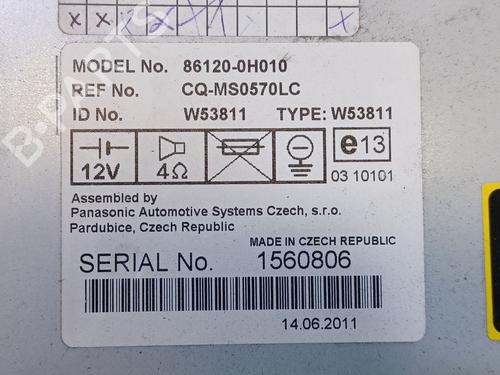 x x x
MODEL No. 86120-0H010
REF No. CQ-MS0570LC
ID No. W53811 TYPE: W53811
12V 4Ω e13
03 10101
Assembled by
Panasonic Automotive Systems Czech, s.r.o.
Pardubice, Czech Republic
MADE IN CZECH REPUBLIC
SERIAL No. 1560806
14.06.2011
B-PARTS